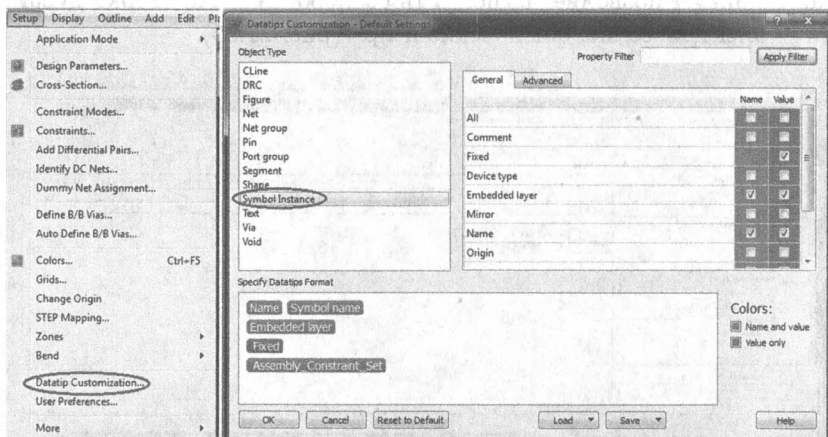 Setup Display Outline Add Edit
Application Mode
Design Parameters...
Cross-Section...
Constraint Modes...
Constraints...
Add Differential Pairs...
Identify DC Nets...
Dummy Net Assignment...
Define B/B Vias...
Auto Define B/B Vias...
Colors... Ctrl+F5
Grids...
Change Origin
STEP Mapping...
Zones
Bend
Datatip Customization...
User Preferences...
More
Datatips Customization - Default Settings
Object Type
CLine
DRC
Figure
Net
Net group
Pin
Port group
Segment
Shape
Symbol Instance
Text
Via
Void
Property Filter Apply Filter
General Advanced
Name Value
All
Comment
Fixed
Device type
Embedded layer
Mirror
Name
Origin
Specify Datatips Format
Name Symbol name
Embedded layer
Fixed
Assembly_Constraint_Set
Colors:
Name and value
Value only
OK Cancel Reset to Default Load Save Help